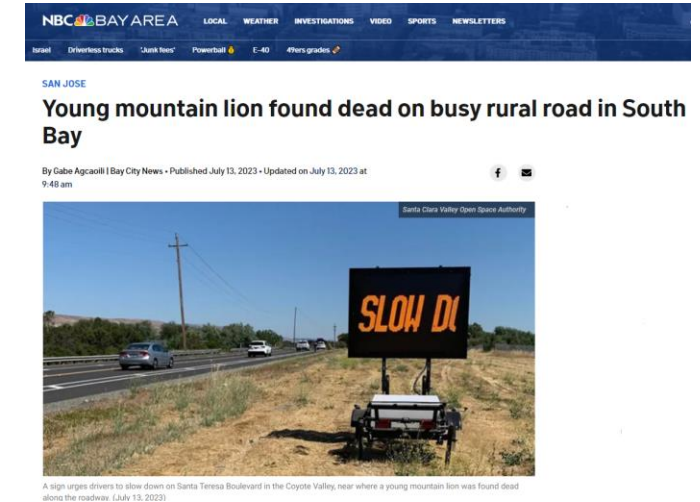 NBC BAY AREA LOCAL WEATHER INVESTIGATIONS VIDEO SPORTS NEWSLETTERS
Israel Driverless trucks 'Junk fees' Powerball E-40 49ers grades
SAN JOSE
Young mountain lion found dead on busy rural road in South
Bay
By Gabe Agcaoili | Bay City News • Published July 13, 2023 • Updated on July 13, 2023 at
9:48 am
f
Santa Clara Valley Open Space Authority
SLOW
A sign urges drivers to slow down on Santa Teresa Boulevard in the Coyote Valley, near where a young mountain lion was found dead
along the roadway. (July 13, 2023)